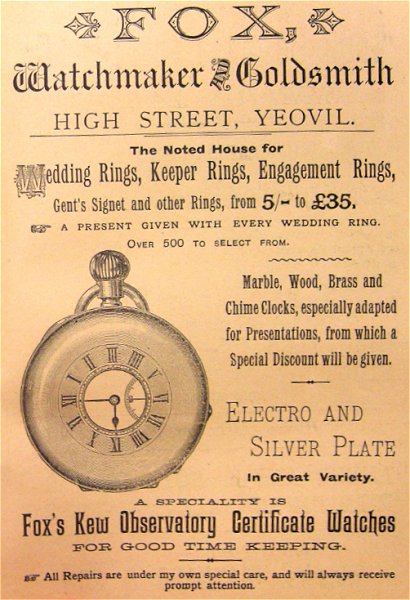 FOX,
Watchmaker AND Goldsmith
HIGH STREET, YEOVIL.
The Noted House for
Wedding Rings, Keeper Rings, Engagement Rings,
Gent's Signet and other Rings, from 5/- to £35.
☞ A PRESENT GIVEN WITH EVERY WEDDING RING.
OVER 500 TO SELECT FROM.
Marble, Wood, Brass and
Chime Clocks, especially adapted
for Presentations, from which a
Special Discount will be given.
ELECTRO AND
SILVER PLATE
In Great Variety.
A SPECIALITY IS
Fox's Kew Observatory Certificate Watches
FOR GOOD TIME KEEPING.
☞ All Repairs are under my own special care, and will always receive
prompt attention.